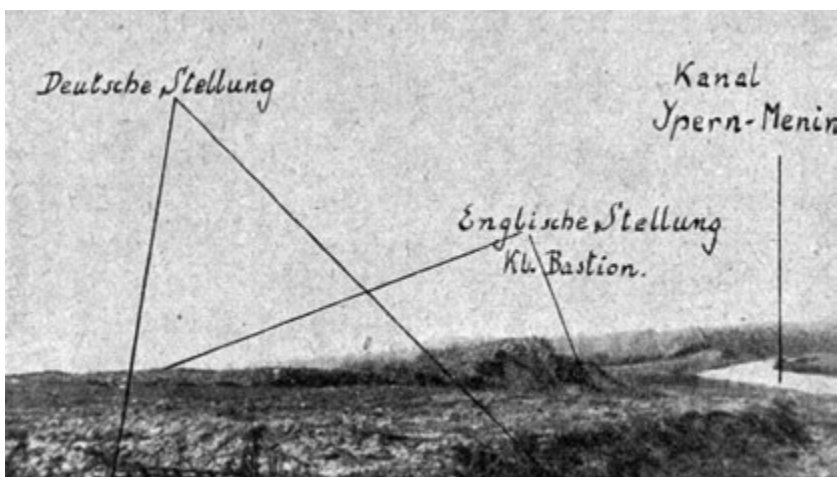 Deutsche Stellung
Kanal
Ypern-Menin
Englische Stellung
Kl. Bastion.